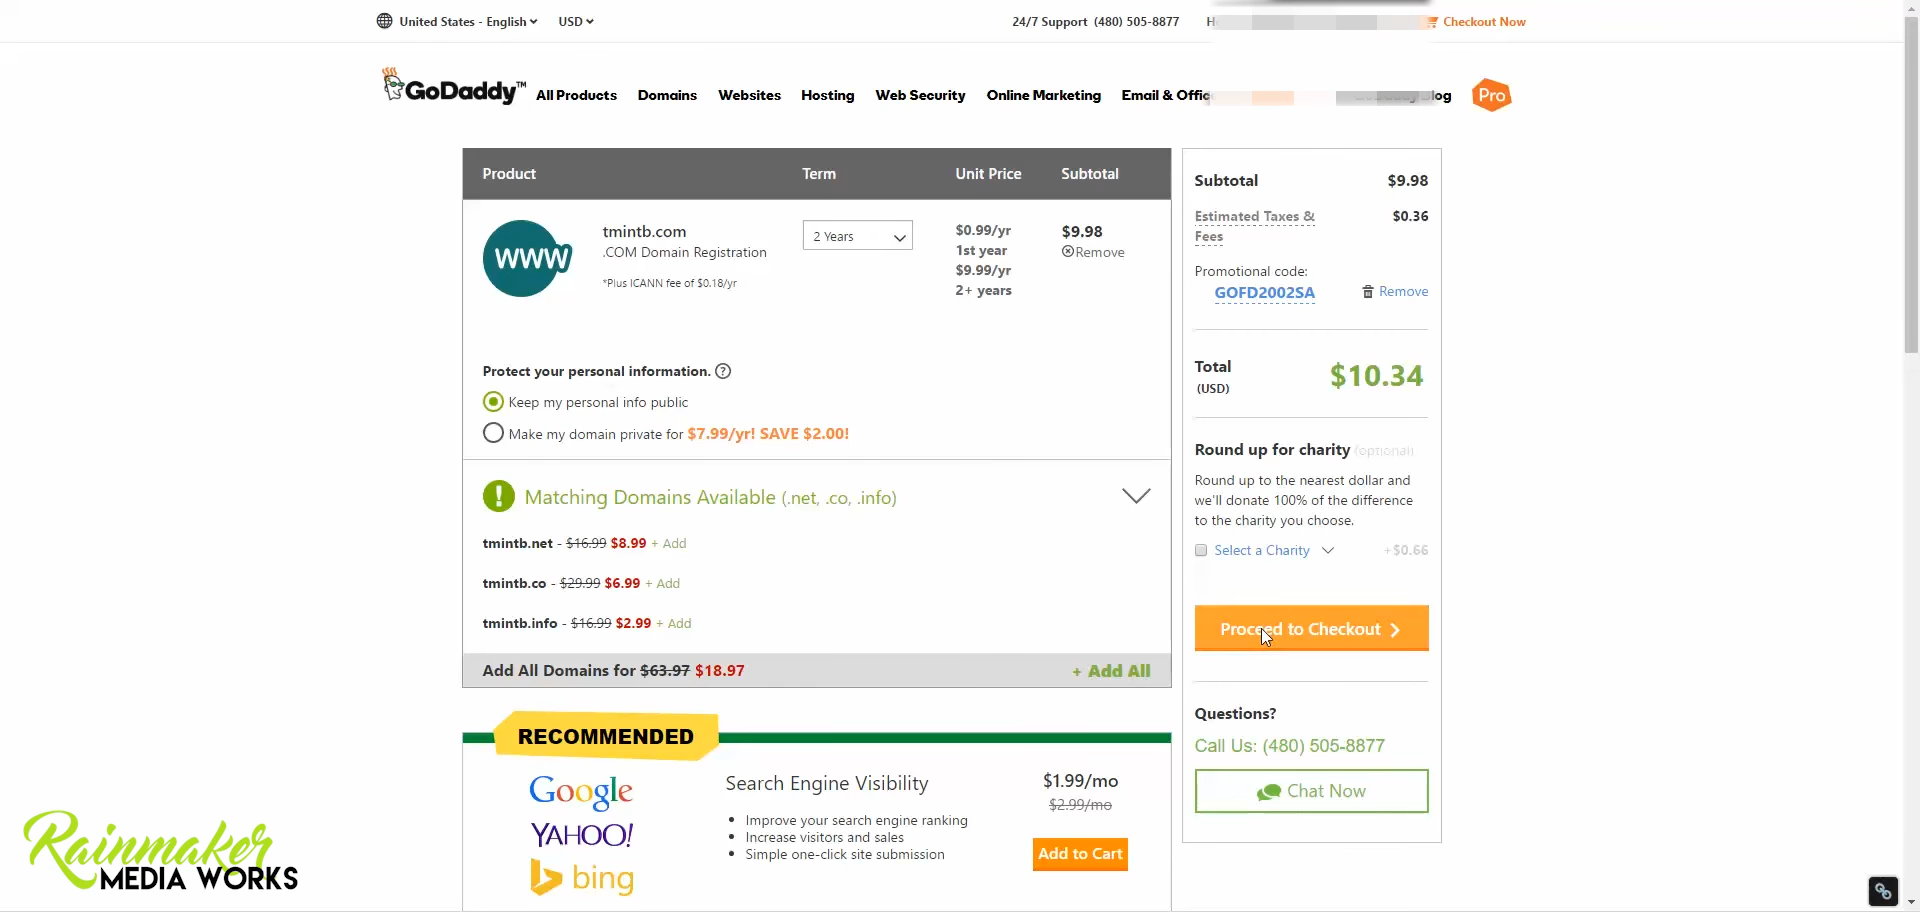 United States - English USD 24/7 Support (480) 505-8877 Checkout Now
GoDaddy™ All Products Domains Websites Hosting Web Security Online Marketing Email & Pro
Product Term Unit Price Subtotal
WWW
tmintb.com
.COM Domain Registration
*Plus ICANN fee of $0.18/yr
2 Years
$0.99/yr
1st year
$9.99/yr
2+ years
$9.98
Remove
Protect your personal information. ?
Keep my personal info public
Make my domain private for $7.99/yr! SAVE $2.00!
! Matching Domains Available (.net, .co, .info)
tmintb.net - $16.99 $8.99 + Add
tmintb.co - $29.99 $6.99 + Add
tmintb.info - $16.99 $2.99 + Add
Add All Domains for $63.97 $18.97 + Add All
RECOMMENDED
Google
YAHOO!
bing
Search Engine Visibility
• Improve your search engine ranking
• Increase visitors and sales
• Simple one-click site submission
$1.99/mo
$2.99/mo
Add to Cart
Subtotal $9.98
Estimated Taxes & $0.36
Fees
Promotional code:
GOFD2002SA Remove
Total $10.34
(USD)
Round up for charity (optional)
Round up to the nearest dollar and
we'll donate 100% of the difference
to the charity you choose.
Select a Charity +$0.66
Proceed to Checkout
Questions?
Call Us: (480) 505-8877
Chat Now
Rainmaker
MEDIA WORKS